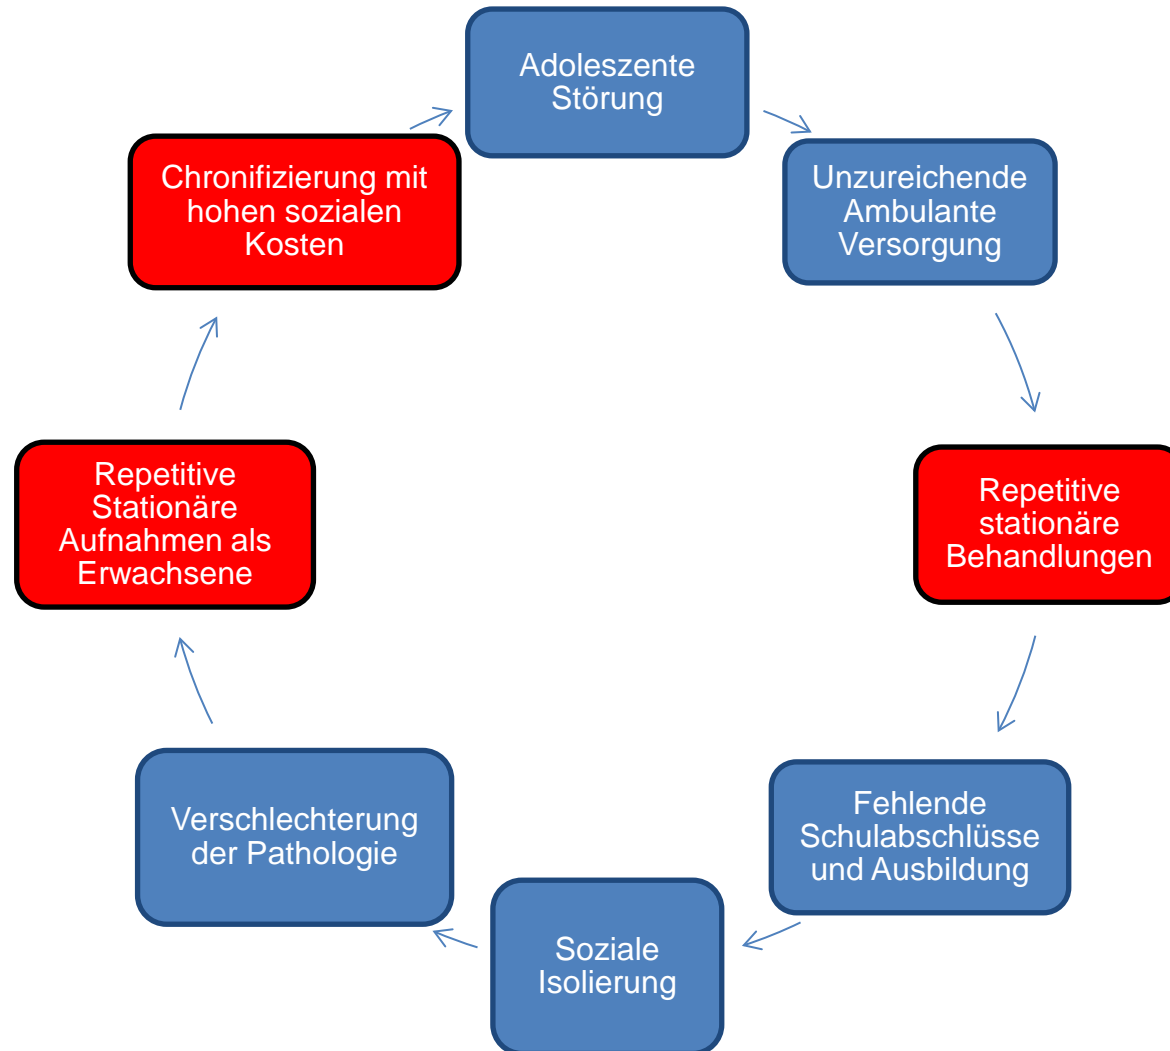 Adoleszente
Störung
Unzureichende
Ambulante
Versorgung
Repetitive
stationäre
Behandlungen
Fehlende
Schulabschlüsse
und Ausbildung
Soziale
Isolierung
Verschlechterung
der Pathologie
Repetitive
Stationäre
Aufnahmen als
Erwachsene
Chronifizierung mit
hohen sozialen
Kosten